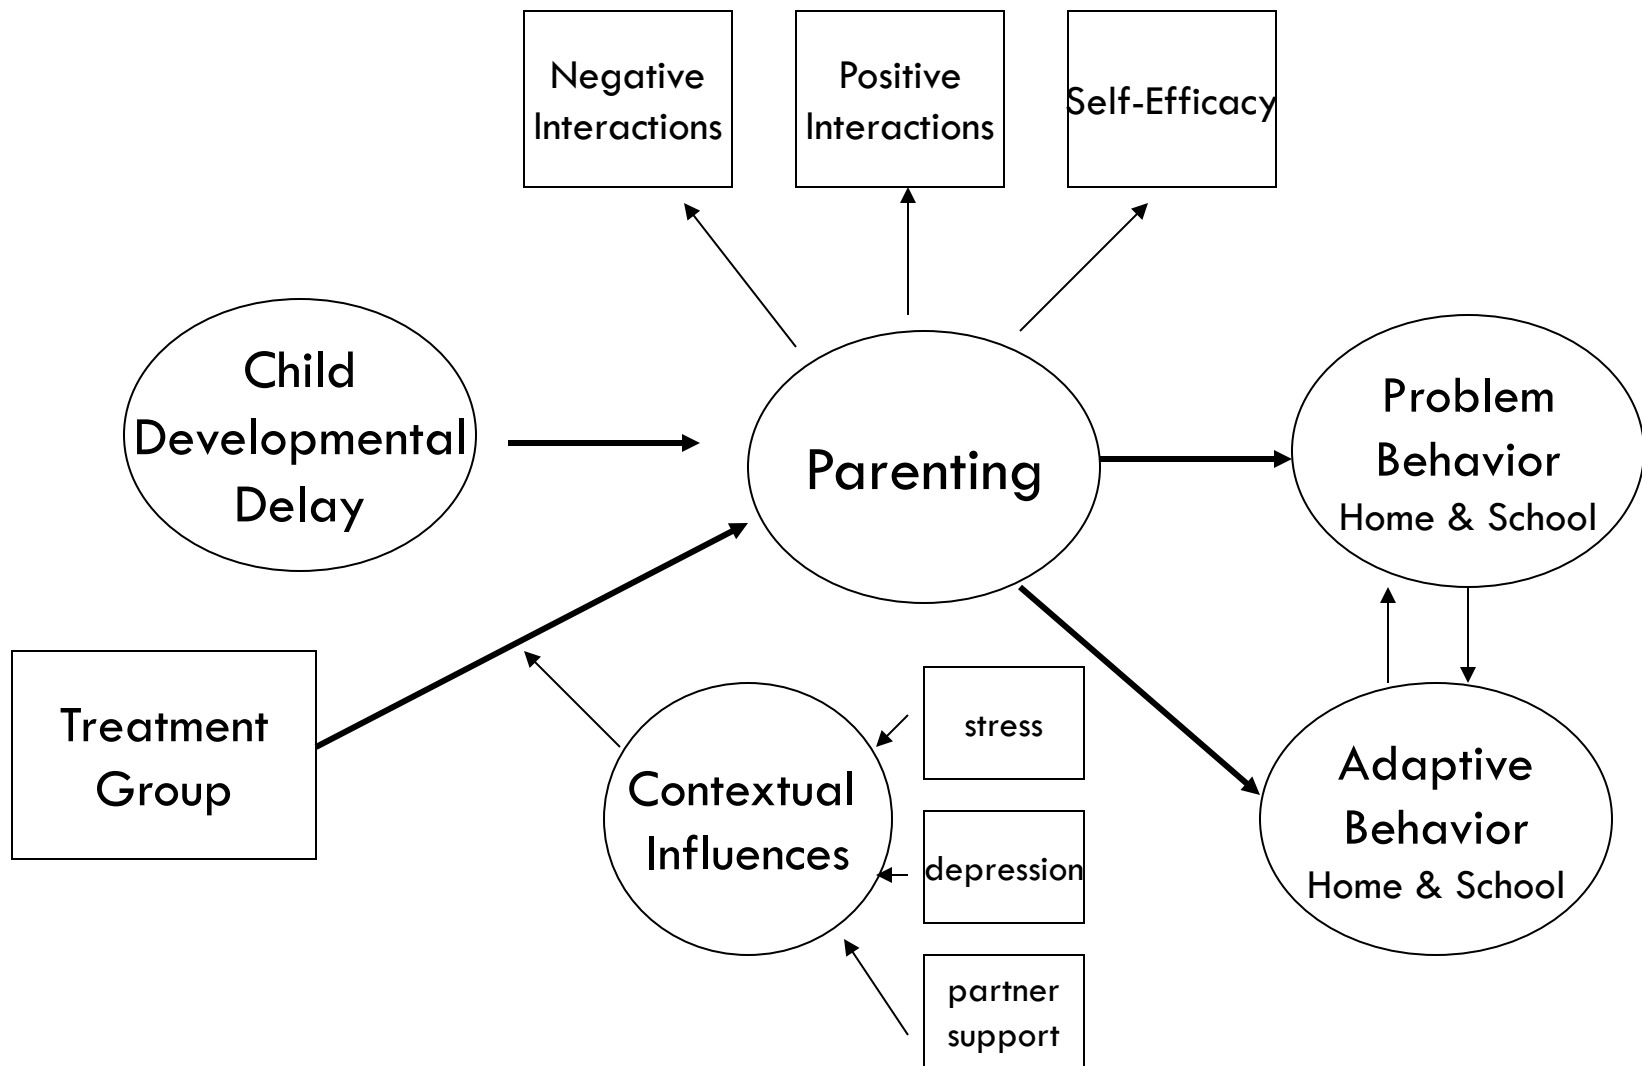 Negative
Interactions
Positive
Interactions
Self-Efficacy
Child
Developmental
Delay
Parenting
Problem
Behavior
Home & School
Treatment
Group
Contextual
Influences
stress
depression
partner
support
Adaptive
Behavior
Home & School